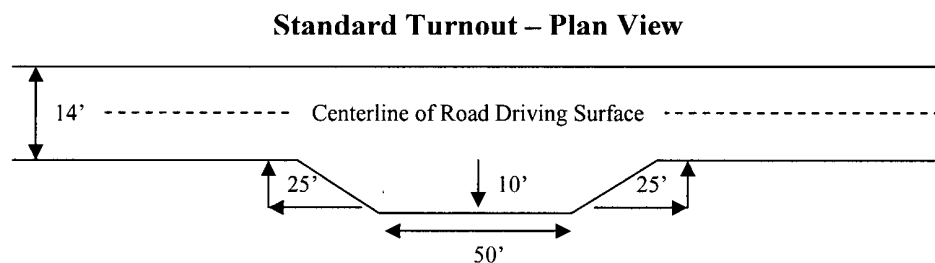 Standard Turnout – Plan View
14’
Centerline of Road Driving Surface
25’
10’
25’
50’